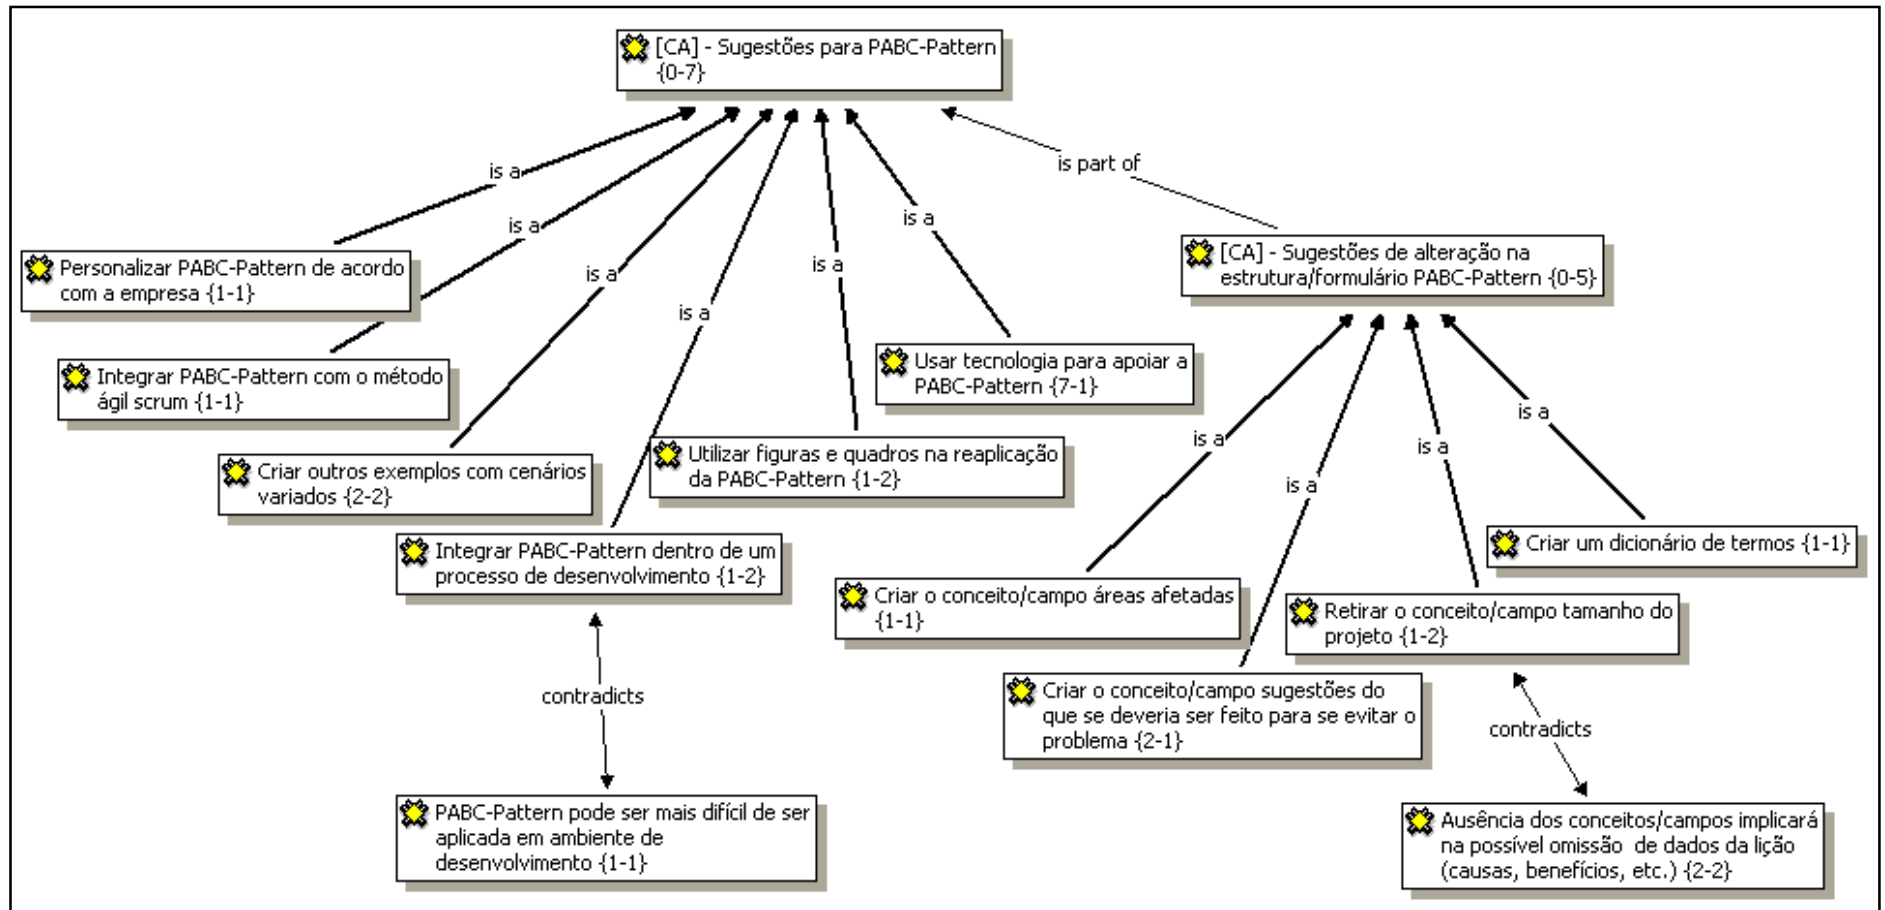 [CA] - Sugestões para PABC-Pattern
{0-7}
is a
is part of
is a
is a
[CA] - Sugestões de alteração na
estrutura/formulário PABC-Pattern {0-5}
Personalizar PABC-Pattern de acordo
com a empresa {1-1}
is a
is a
is a
Integrar PABC-Pattern com o método
ágil scrum {1-1}
Usar tecnologia para apoiar a
PABC-Pattern {7-1}
is a
is a
is a
is a
Criar outros exemplos com cenários
variados {2-2}
Utilizar figuras e quadros na reaplicação
da PABC-Pattern {1-2}
Integrar PABC-Pattern dentro de um
processo de desenvolvimento {1-2}
Criar um dicionário de termos {1-1}
Criar o conceito/campo áreas afetadas
{1-1}
Retirar o conceito/campo tamanho do
projeto {1-2}
Criar o conceito/campo sugestões do
que se deveria ser feito para se evitar o
problema {2-1}
contradicts
contradicts
PABC-Pattern pode ser mais difícil de ser
aplicada em ambiente de
desenvolvimento {1-1}
Ausência dos conceitos/campos implicará
na possível omissão de dados da lição
(causas, benefícios, etc.) {2-2}